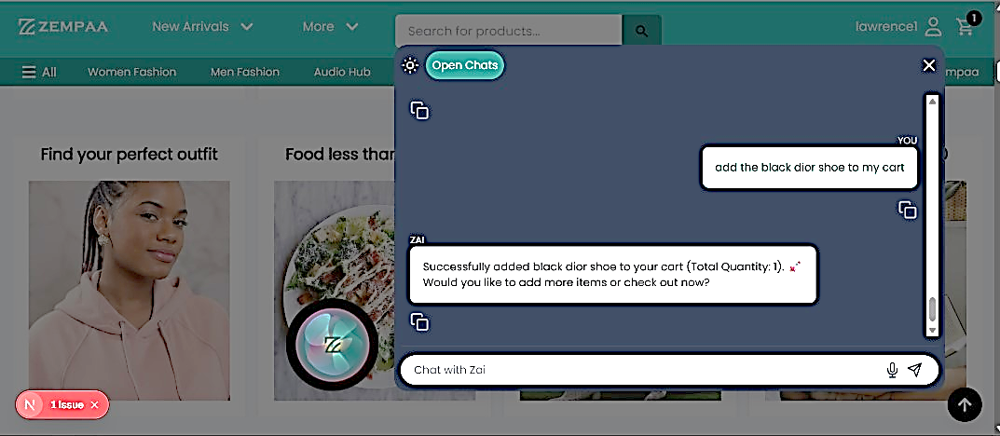 ZEMPAA
New Arrivals
More
Search for products...
lawrence1
1
All
Women Fashion
Men Fashion
Audio Hub
mpaa
Open Chats
Find your perfect outfit
Food less than
YOU
add the black dior shoe to my cart
ZAI
Successfully added black dior shoe to your cart (Total Quantity: 1).
Would you like to add more items or check out now?
Chat with Zai
N 1 Issue